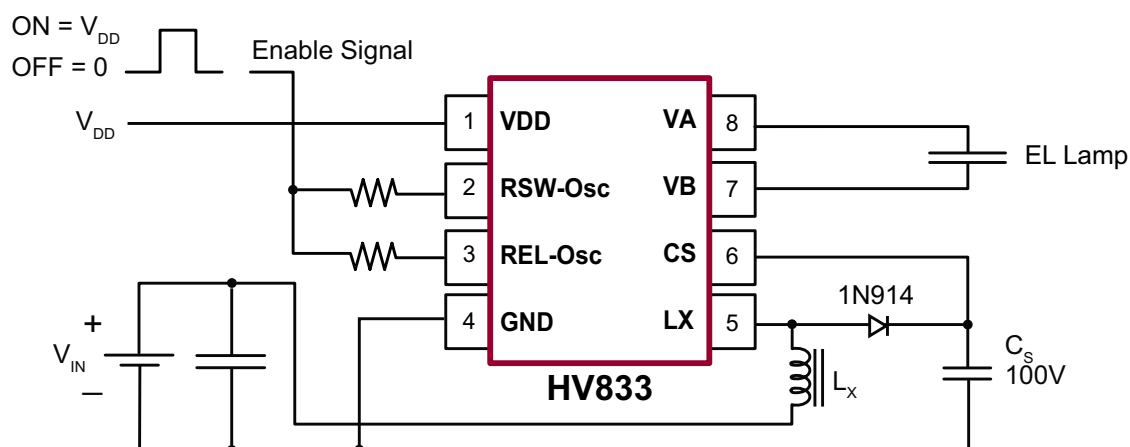 ON = VDD
OFF = 0
Enable Signal
VDD
1 VDD
VA 8
EL Lamp
2 RSW-Osc
VB 7
3 REL-Osc
CS 6
1N914
4 GND
LX 5
+
VIN
–
CS
100V
LX
HV833